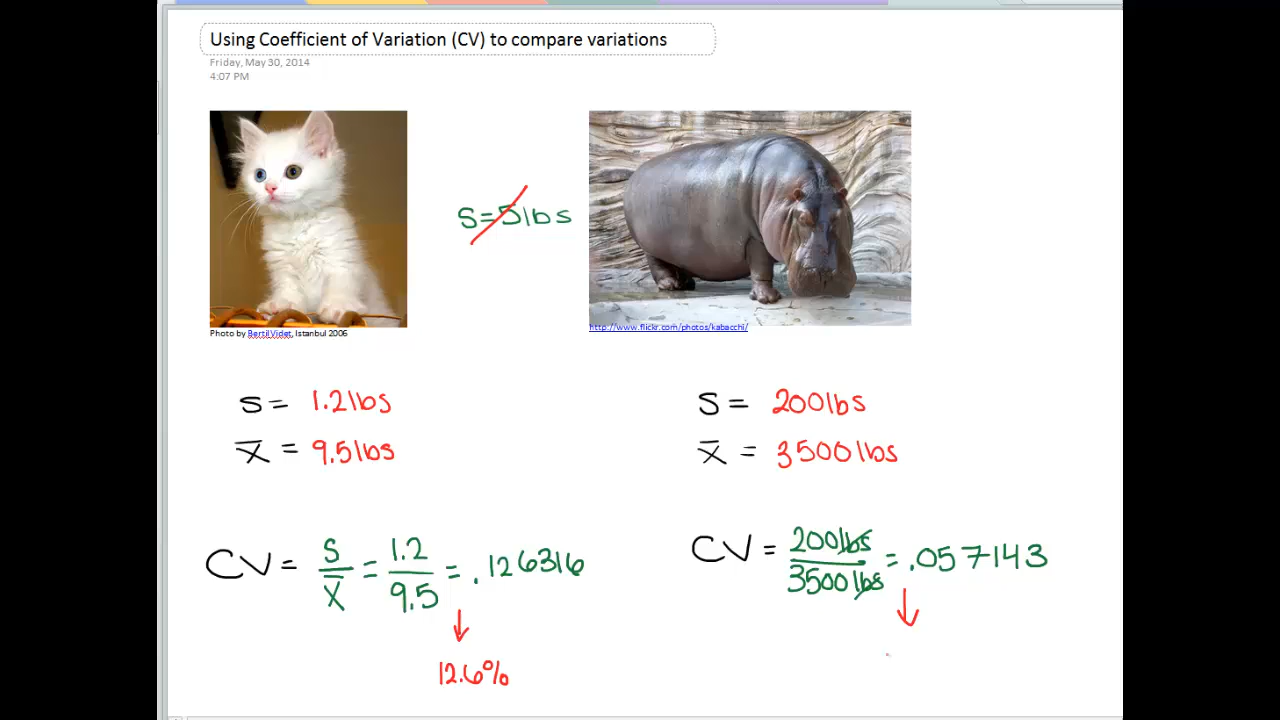 Using Coefficient of Variation (CV) to compare variations
Friday, May 30, 2014
4:07 PM
S=5lbs
Photo by Bertil Videt, Istanbul 2006
http://www.flickr.com/photos/kabacchi/
S = 1.2lbs
x̄ = 9.5lbs
S = 200lbs
x̄ = 3500lbs
CV = S/x̄ = 1.2/9.5 = .126316
12.6%
CV = 200lbs/3500lbs = .057143